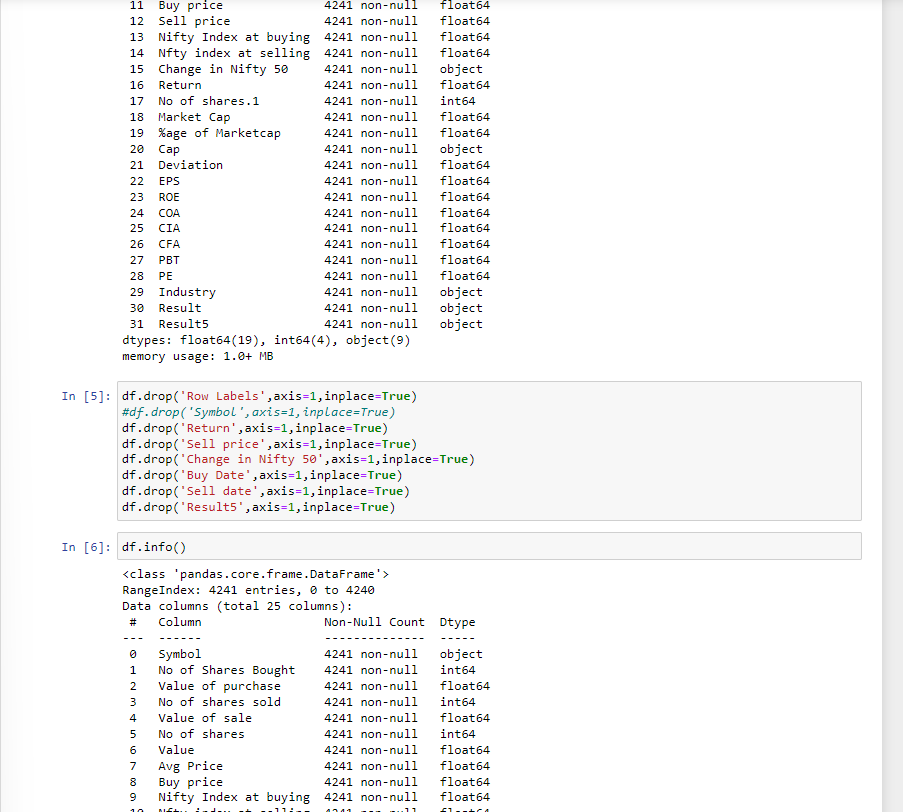 11 Buy price 4241 non-null float64
12 Sell price 4241 non-null float64
13 Nifty Index at buying 4241 non-null float64
14 Nfty index at selling 4241 non-null float64
15 Change in Nifty 50 4241 non-null object
16 Return 4241 non-null float64
17 No of shares.1 4241 non-null int64
18 Market Cap 4241 non-null float64
19 %age of Marketcap 4241 non-null float64
20 Cap 4241 non-null object
21 Deviation 4241 non-null float64
22 EPS 4241 non-null float64
23 ROE 4241 non-null float64
24 COA 4241 non-null float64
25 CIA 4241 non-null float64
26 CFA 4241 non-null float64
27 PBT 4241 non-null float64
28 PE 4241 non-null float64
29 Industry 4241 non-null object
30 Result 4241 non-null object
31 Result5 4241 non-null object
dtypes: float64(19), int64(4), object(9)
memory usage: 1.0+ MB
In [5]: df.drop('Row Labels',axis=1,inplace=True)
#df.drop('Symbol',axis=1,inplace=True)
df.drop('Return',axis=1,inplace=True)
df.drop('Sell price',axis=1,inplace=True)
df.drop('Change in Nifty 50',axis=1,inplace=True)
df.drop('Buy Date',axis=1,inplace=True)
df.drop('Sell date',axis=1,inplace=True)
df.drop('Result5',axis=1,inplace=True)
In [6]: df.info()
<class 'pandas.core.frame.DataFrame'>
RangeIndex: 4241 entries, 0 to 4240
Data columns (total 25 columns):
# Column Non-Null Count Dtype
--- ------ -------------- -----
0 Symbol 4241 non-null object
1 No of Shares Bought 4241 non-null int64
2 Value of purchase 4241 non-null float64
3 No of shares sold 4241 non-null int64
4 Value of sale 4241 non-null float64
5 No of shares 4241 non-null int64
6 Value 4241 non-null float64
7 Avg Price 4241 non-null float64
8 Buy price 4241 non-null float64
9 Nifty Index at buying 4241 non-null float64
10 Nfty index at selling 4241 non-null float64